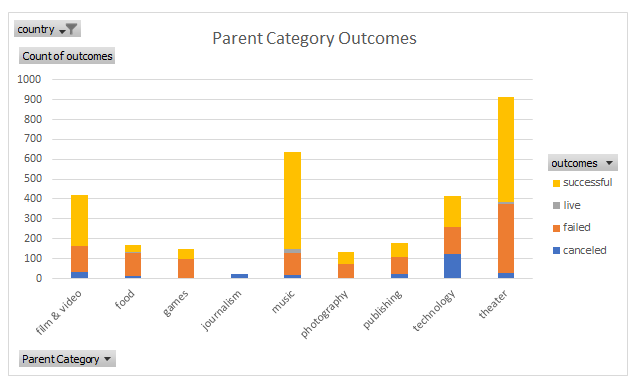 country
Parent Category Outcomes
Count of outcomes
1000
900
800
700
600
500
400
300
200
100
0
film & video
food
games
journalism
music
photography
publishing
technology
theater
outcomes
successful
live
failed
canceled
Parent Category